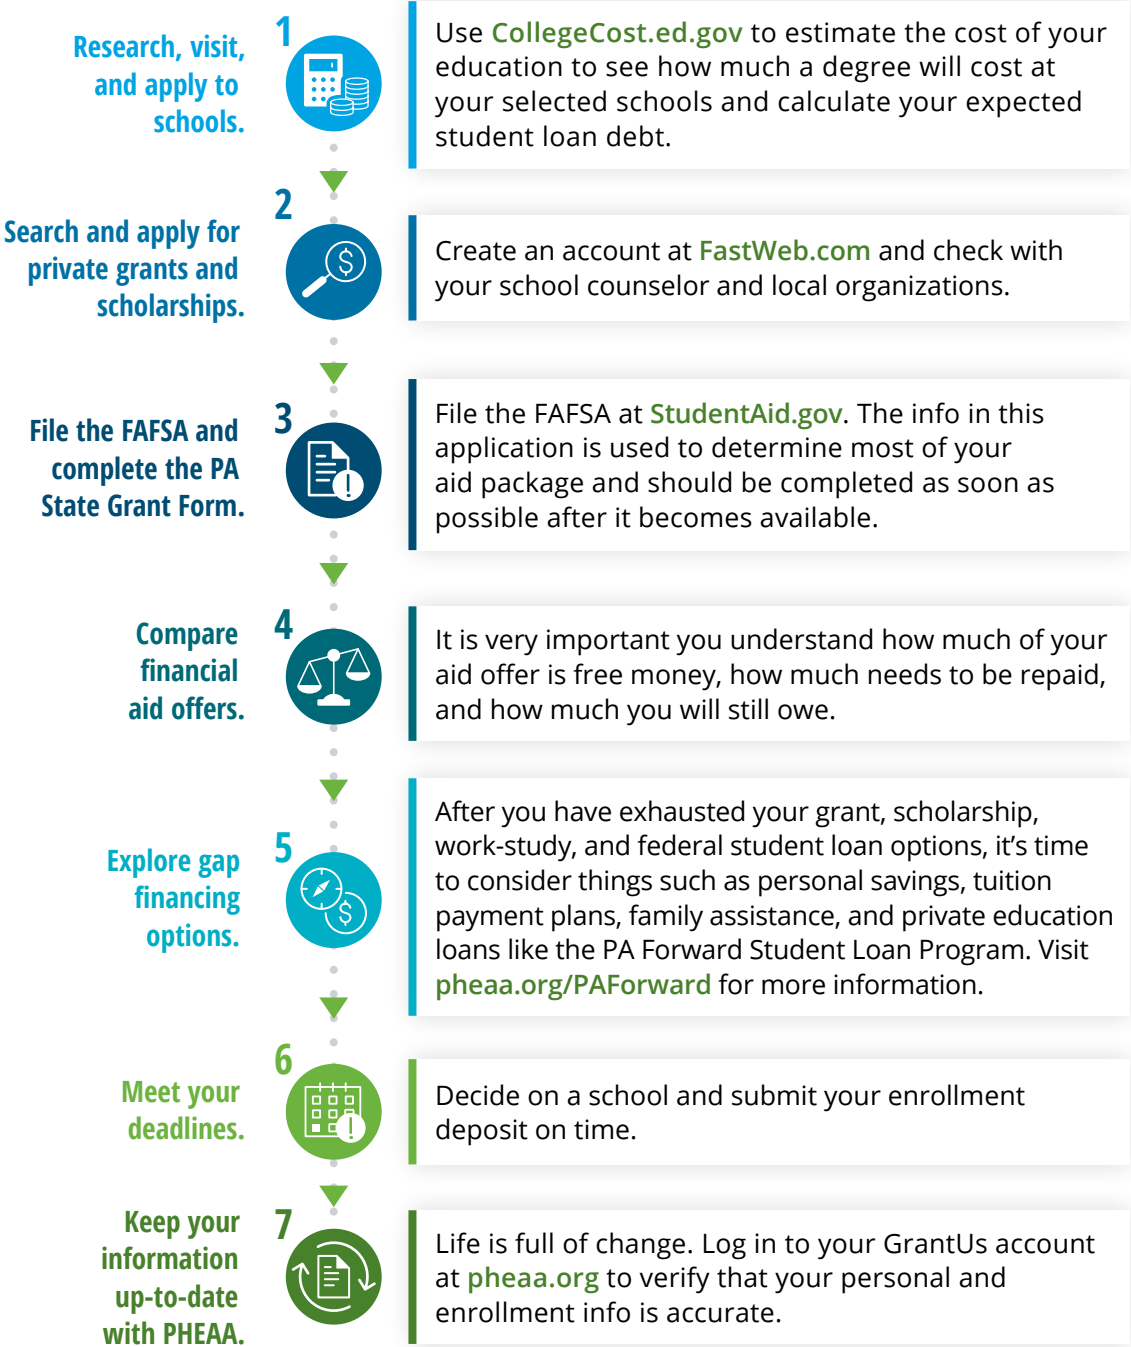 1
Research, visit,
and apply to
schools.
Use CollegeCost.ed.gov to estimate the cost of your
education to see how much a degree will cost at
your selected schools and calculate your expected
student loan debt.
2
Search and apply for
private grants and
scholarships.
Create an account at FastWeb.com and check with
your school counselor and local organizations.
3
File the FAFSA and
complete the PA
State Grant Form.
File the FAFSA at StudentAid.gov. The info in this
application is used to determine most of your
aid package and should be completed as soon as
possible after it becomes available.
4
Compare
financial
aid offers.
It is very important you understand how much of your
aid offer is free money, how much needs to be repaid,
and how much you will still owe.
5
Explore gap
financing
options.
After you have exhausted your grant, scholarship,
work-study, and federal student loan options, it’s time
to consider things such as personal savings, tuition
payment plans, family assistance, and private education
loans like the PA Forward Student Loan Program. Visit
pheaa.org/PAForward for more information.
6
Meet your
deadlines.
Decide on a school and submit your enrollment
deposit on time.
7
Keep your
information
up-to-date
with PHEAA.
Life is full of change. Log in to your GrantUs account
at pheaa.org to verify that your personal and
enrollment info is accurate.